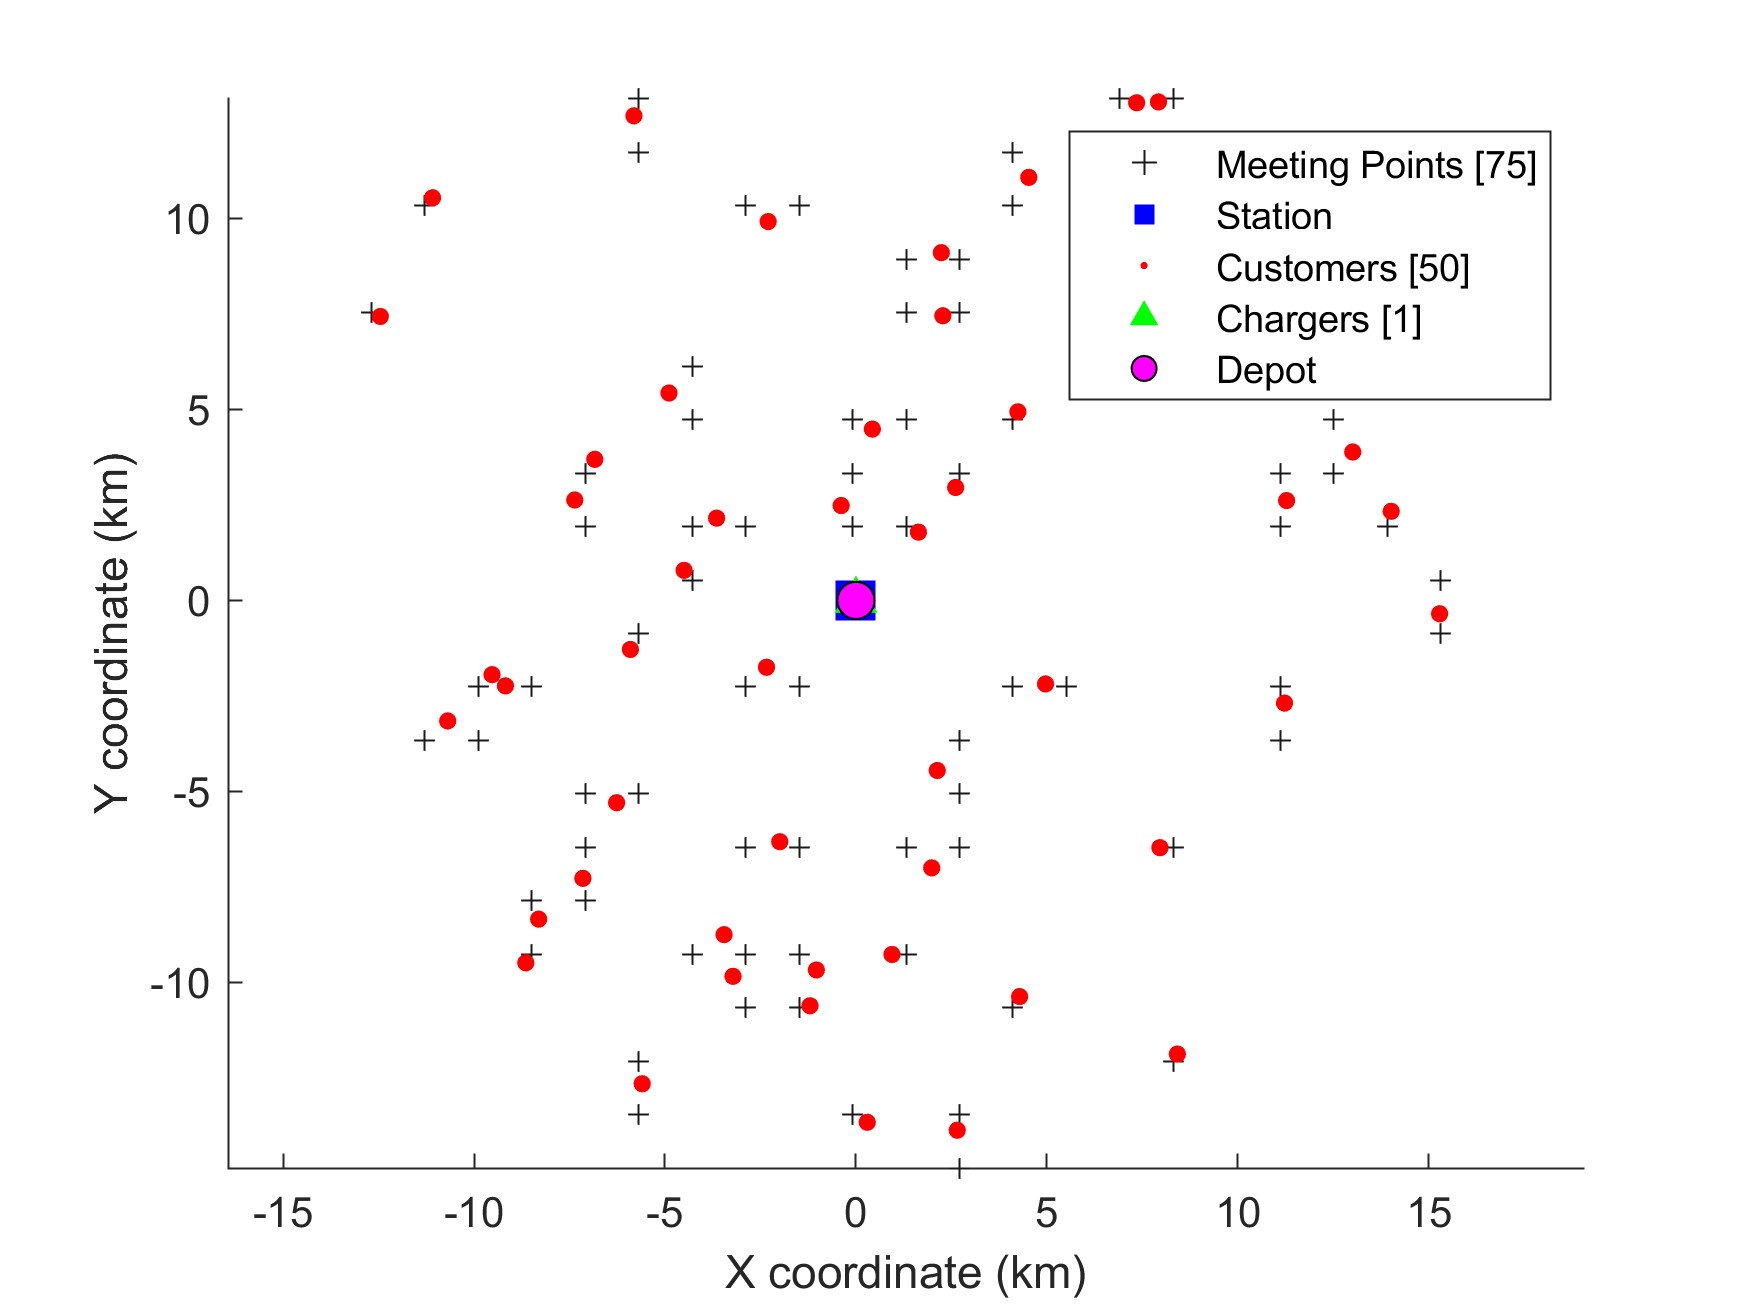 Meeting Points [75]
Station
Customers [50]
Chargers [1]
Depot
10
5
0
-5
-10
Y coordinate (km)
-15 -10 -5 0 5 10 15
X coordinate (km)